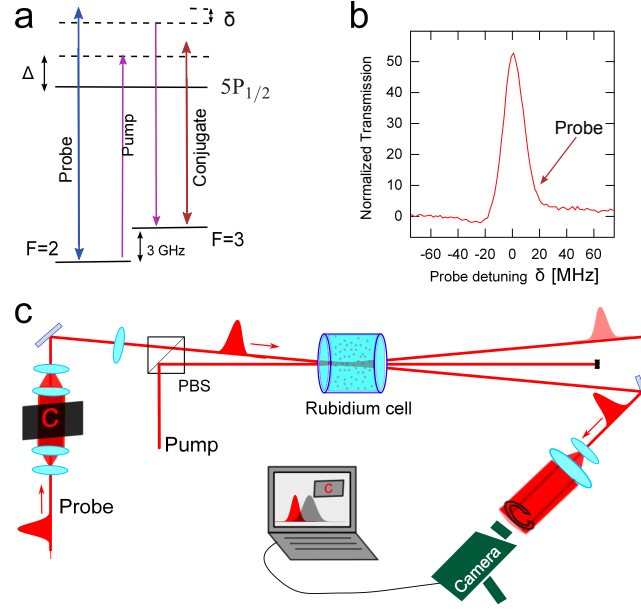 a
δ
Δ
5P1/2
Probe
Pump
Conjugate
F=2
3 GHz
F=3
b
Normalized Transmission
50
40
30
20
10
0
Probe
-60 -40 -20 0 20 40 60
Probe detuning δ [MHz]
c
PBS
Rubidium cell
C
Pump
Probe
C
C
Camera